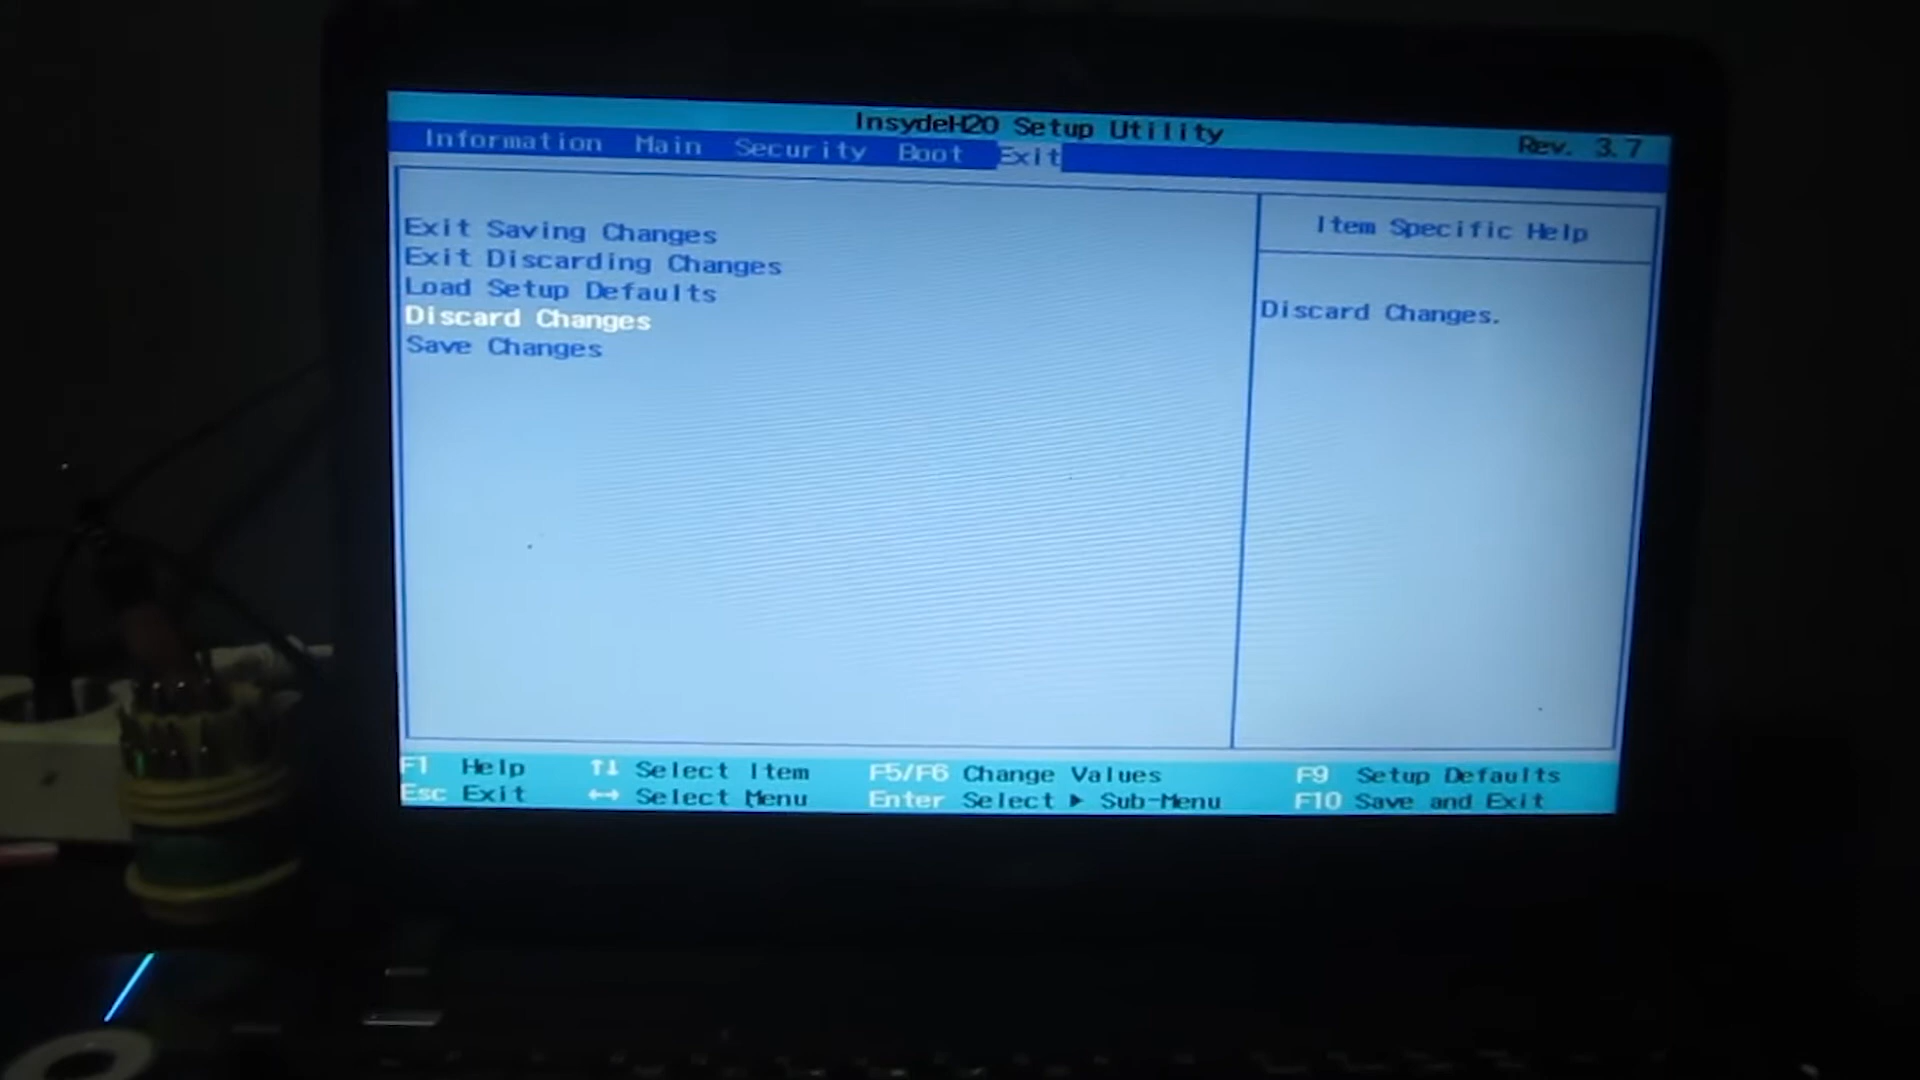 InsydeH20 Setup Utility Rev. 3.7
Information Main Security Boot Exit
Exit Saving Changes
Exit Discarding Changes
Load Setup Defaults
Discard Changes
Save Changes
Item Specific Help
Discard Changes.
F1 Help ↑↓ Select Item F5/F6 Change Values F9 Setup Defaults
Esc Exit ↔ Select Menu Enter Select ▶ Sub-Menu F10 Save and Exit